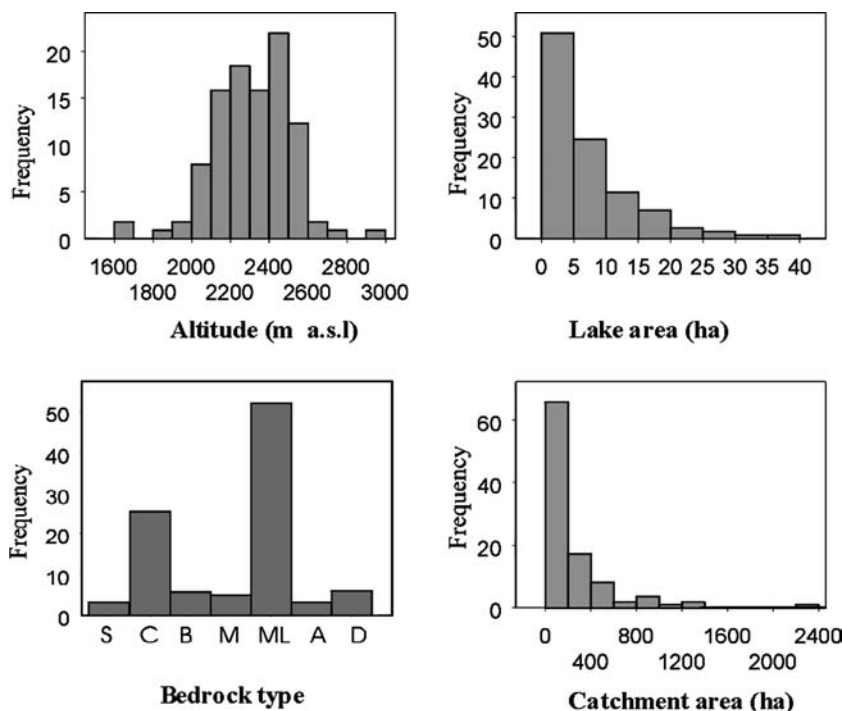 Frequency
20
15
10
5
0
1600 2000 2400 2800
1800 2200 2600 3000
Altitude (m a.s.l)
Frequency
50
40
30
20
10
0
0 5 10 15 20 25 30 35 40
Lake area (ha)
Frequency
50
40
30
20
10
0
S C B M ML A D
Bedrock type
Frequency
60
40
20
0
0 800 1600 2400
400 1200 2000
Catchment area (ha)